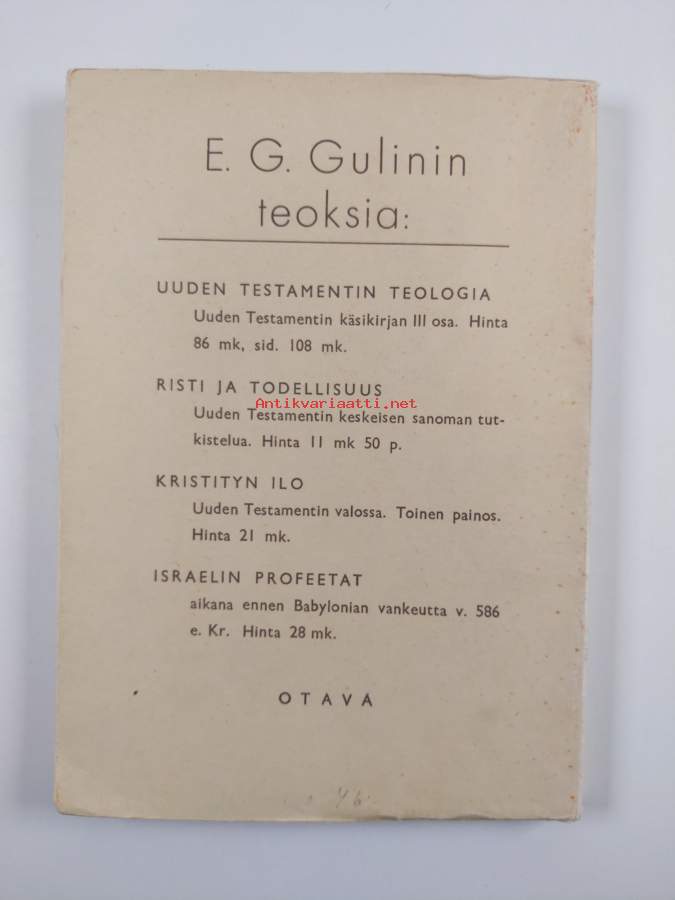 E. G. Gulinin
teoksia:
UUDEN TESTAMENTIN TEOLOGIA
Uuden Testamentin käsikirjan III osa. Hinta
86 mk, sid. 108 mk.
RISTI JA TODELLISUUS
Antikvariaatti.net
Uuden Testamentin keskeisen sanoman tut-
kistelua. Hinta 11 mk 50 p.
KRISTITYN ILO
Uuden Testamentin valossa. Toinen painos.
Hinta 21 mk.
ISRAELIN PROFEETAT
aikana ennen Babylonian vankeutta v. 586
e. Kr. Hinta 28 mk.
OTAVA